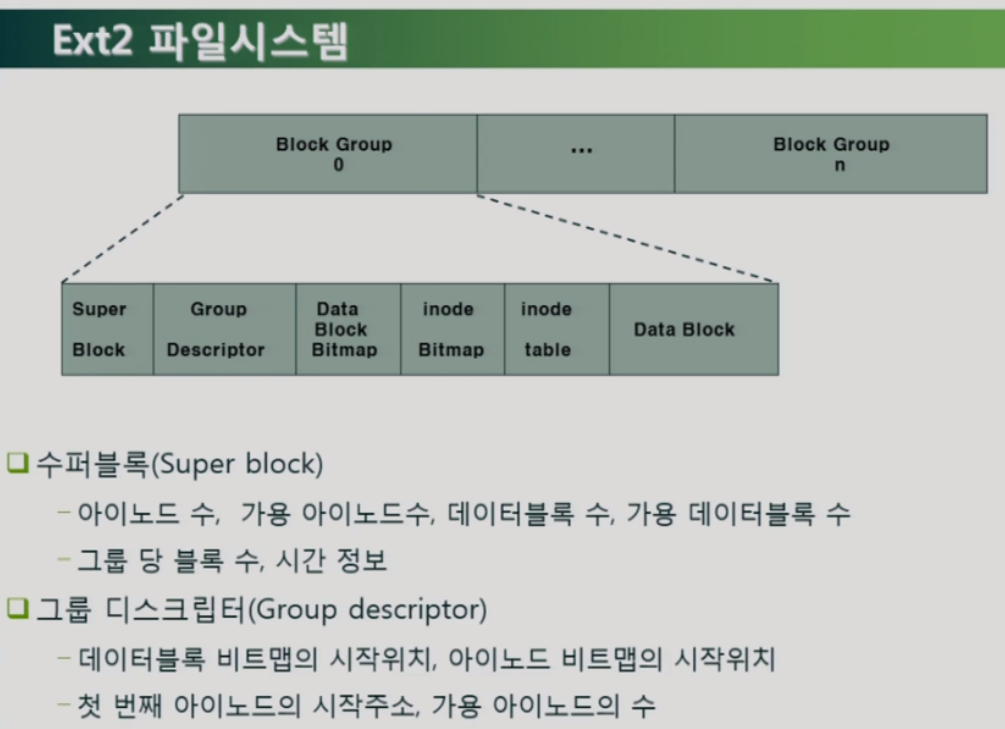 Ext2 파일시스템
Block Group
0
...
Block Group
n
Super
Block
Group
Descriptor
Data
Block
Bitmap
inode
Bitmap
inode
table
Data Block
수퍼블록(Super block)
– 아이노드 수, 가용 아이노드수, 데이터블록 수, 가용 데이터블록 수
– 그룹 당 블록 수, 시간 정보
그룹 디스크립터(Group descriptor)
– 데이터블록 비트맵의 시작위치, 아이노드 비트맵의 시작위치
– 첫 번째 아이노드의 시작주소, 가용 아이노드의 수